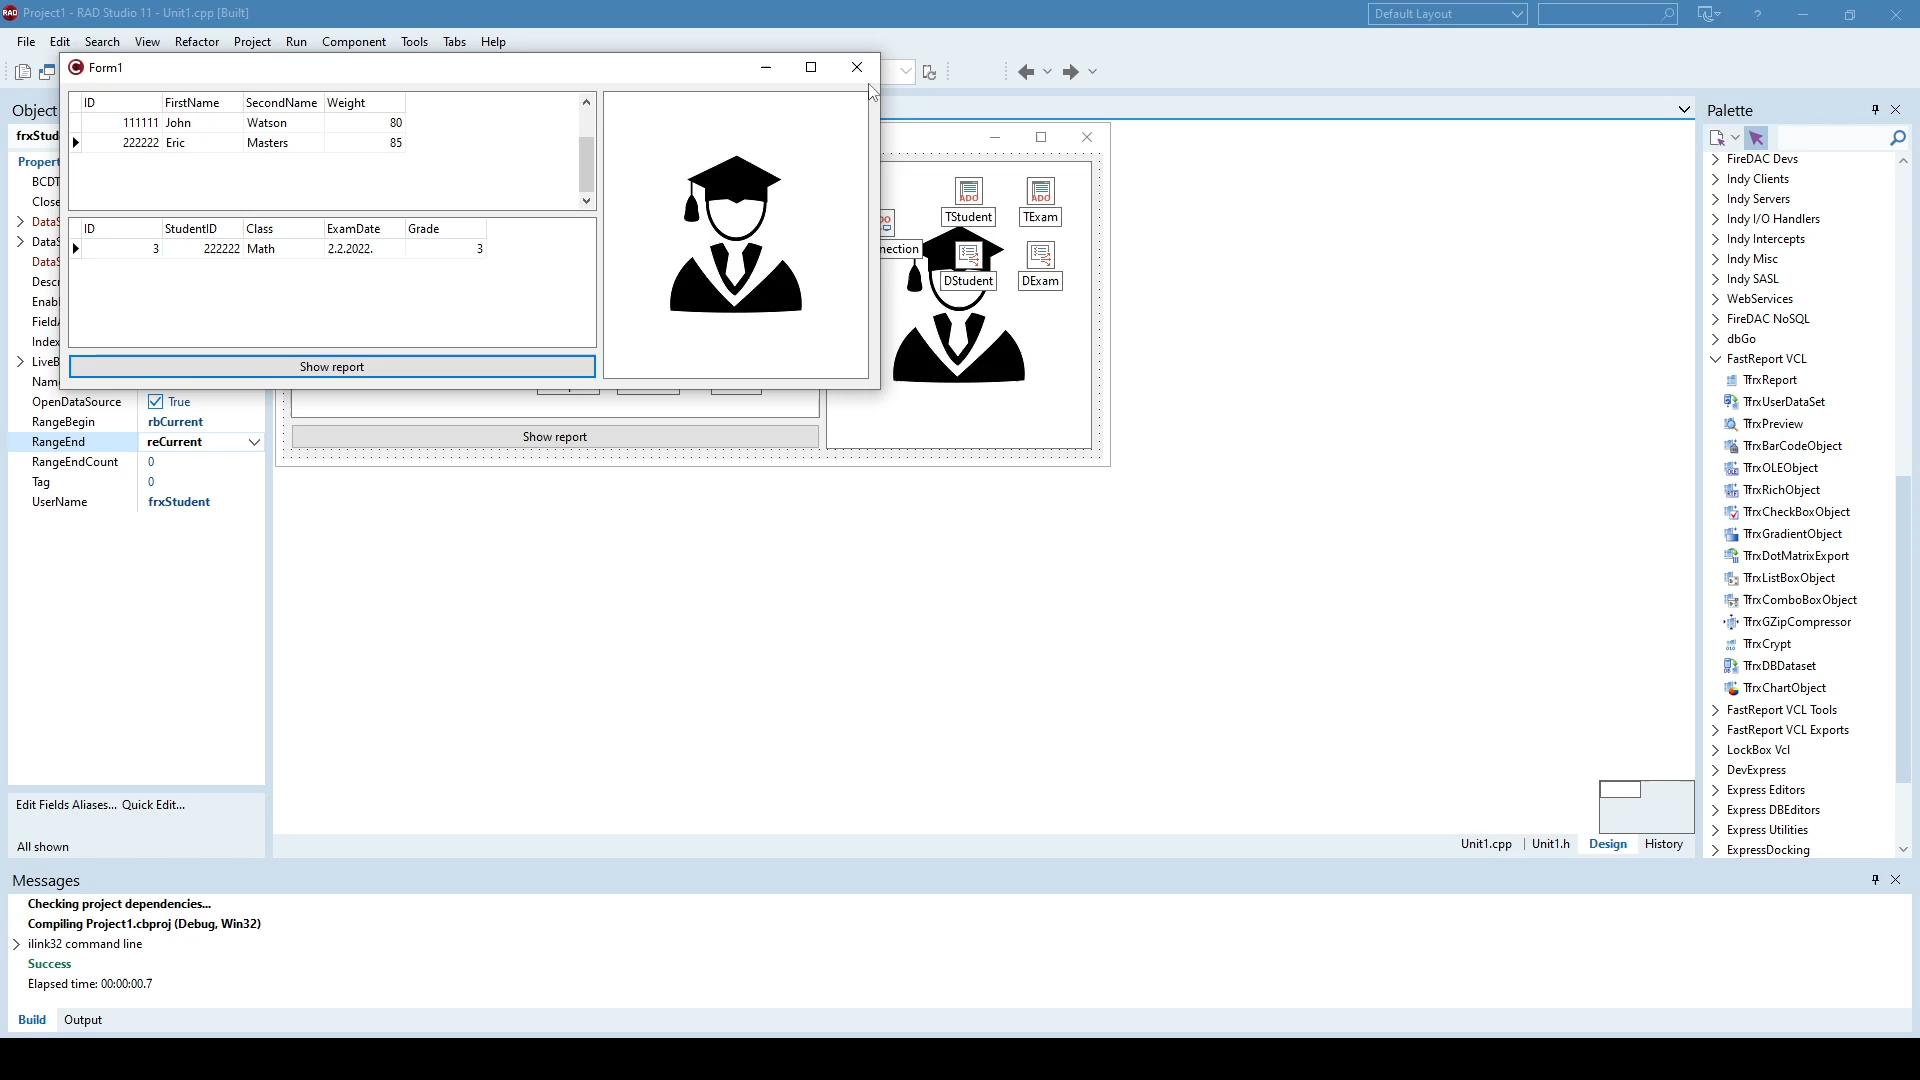 Project1 - RAD Studio 11 - Unit1.cpp [Built]
Default Layout
File Edit Search View Refactor Project Run Component Tools Tabs Help
Form1
ID FirstName SecondName Weight
111111 John Watson 80
222222 Eric Masters 85
ID StudentID Class ExamDate Grade
3 222222 Math 2.2.2022. 3
Show report
Object
frxStud
Propert
BCDT
Close
DataS
DataS
DataS
Descr
Enabl
FieldA
Index
LiveB
Nam
OpenDataSource True
RangeBegin rbCurrent
RangeEnd reCurrent
RangeEndCount 0
Tag 0
UserName frxStudent
Edit Fields Aliases... Quick Edit...
All shown
ADO ADO
TStudent TExam
nection
DStudent DExam
Show report
Unit1.cpp Unit1.h Design History
Palette
FireDAC Devs
Indy Clients
Indy Servers
Indy I/O Handlers
Indy Intercepts
Indy Misc
Indy SASL
WebServices
FireDAC NoSQL
dbGo
FastReport VCL
TfrxReport
TfrxUserDataSet
TfrxPreview
TfrxBarCodeObject
TfrxOLEObject
TfrxRichObject
TfrxCheckBoxObject
TfrxGradientObject
TfrxDotMatrixExport
TfrxListBoxObject
TfrxComboBoxObject
TfrxGZipCompressor
TfrxCrypt
TfrxDBDataset
TfrxChartObject
FastReport VCL Tools
FastReport VCL Exports
LockBox Vcl
DevExpress
Express Editors
Express DBEditors
Express Utilities
ExpressDocking
Messages
Checking project dependencies...
Compiling Project1.cbproj (Debug, Win32)
ilink32 command line
Success
Elapsed time: 00:00:00.7
Build Output